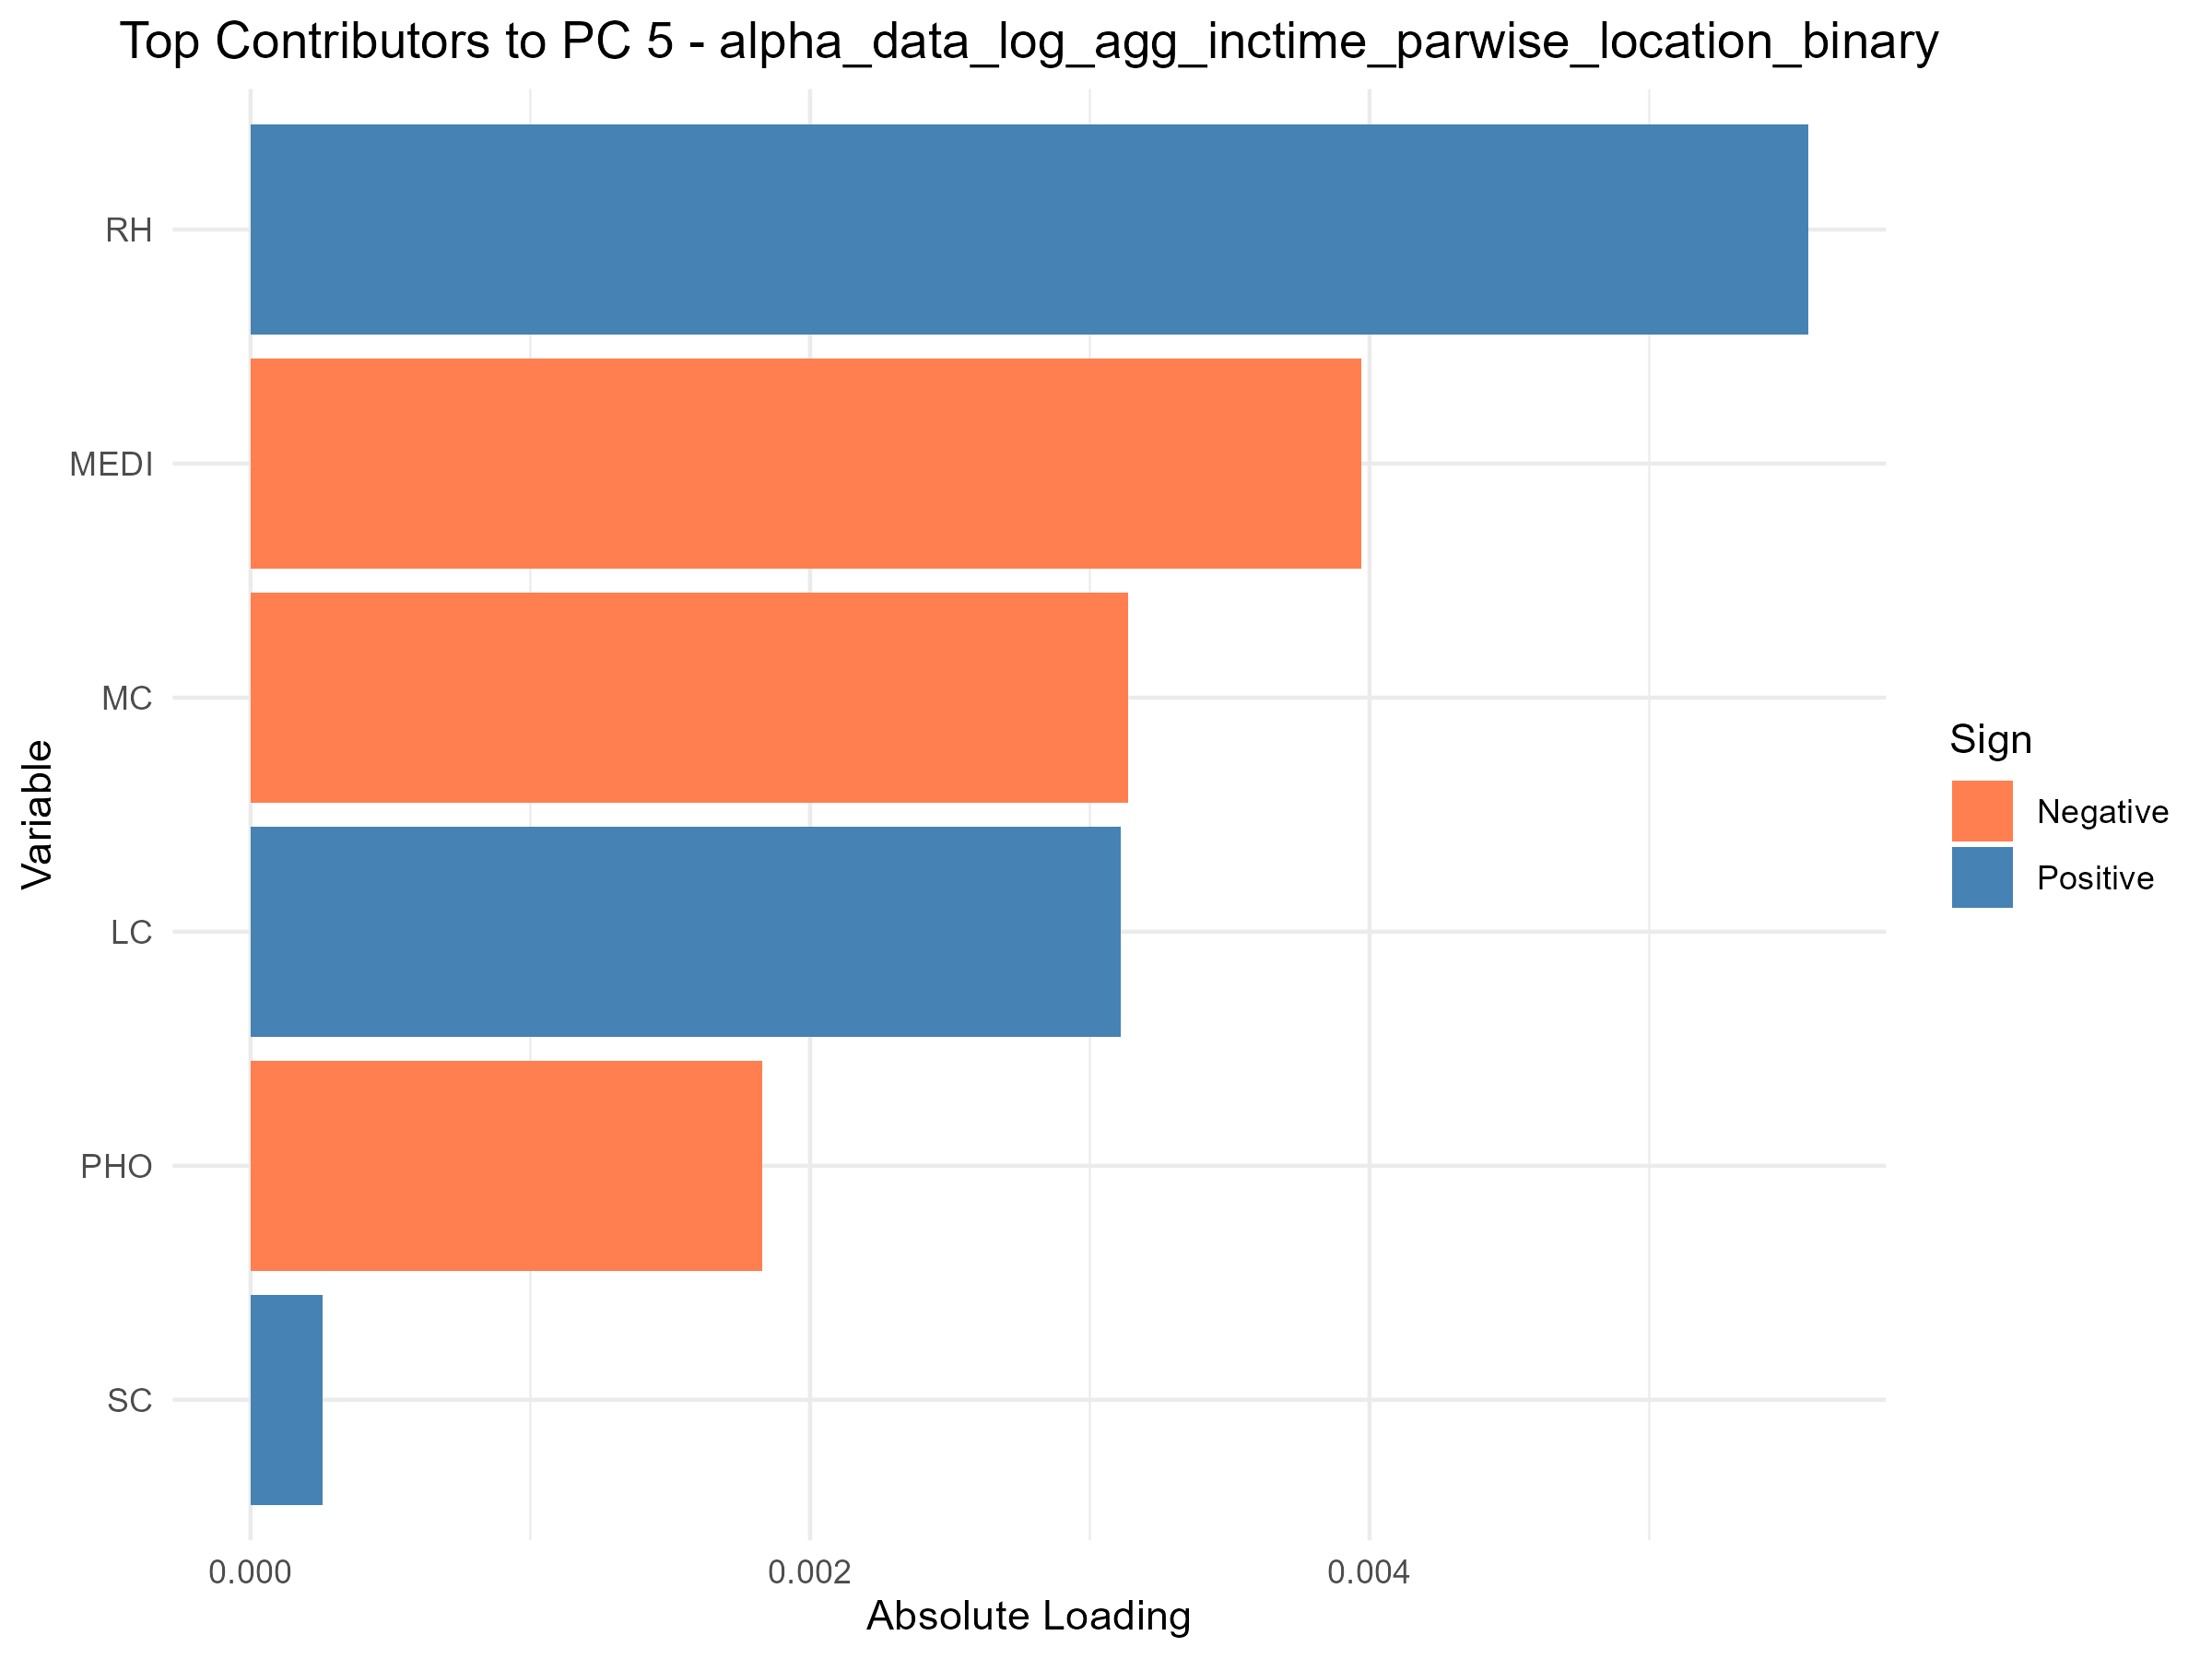 Top Contributors to PC 5 - alpha_data_log_agg_inctime_parwise_location_binary
RH
MEDI
MC
LC
PHO
SC
Variable
0.000
0.002
0.004
Absolute Loading
Sign
Negative
Positive